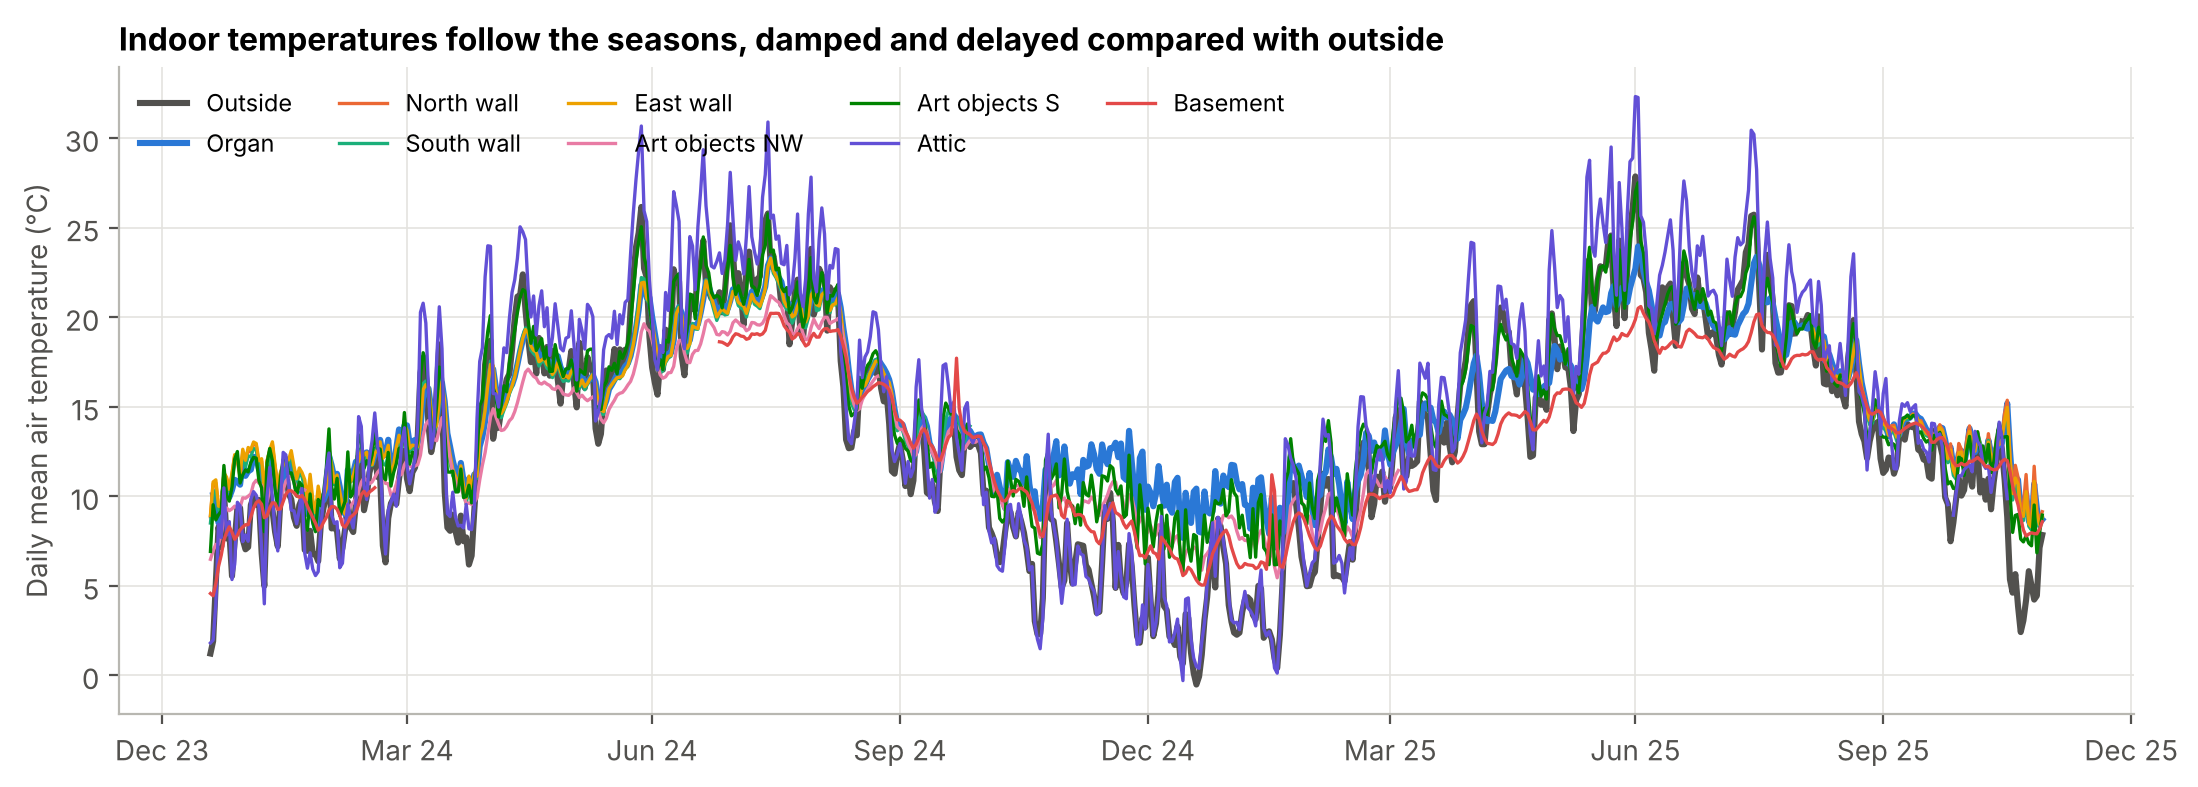 Indoor temperatures follow the seasons, damped and delayed compared with outside
Outside North wall East wall Art objects S Basement
Organ South wall Art objects NW Attic
Daily mean air temperature (°C)
30
25
20
15
10
5
0
Dec 23 Mar 24 Jun 24 Sep 24 Dec 24 Mar 25 Jun 25 Sep 25 Dec 25